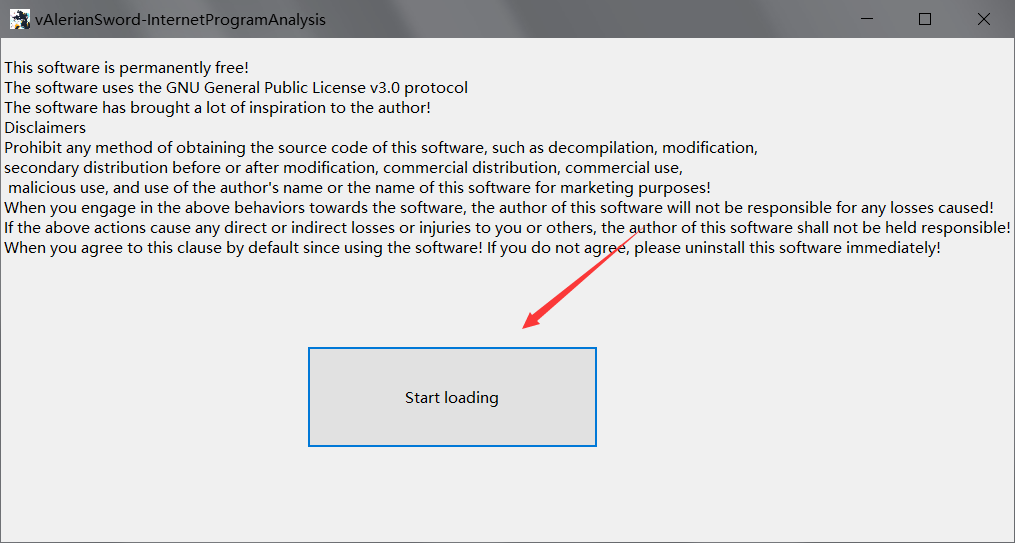 vAlerianSword-InternetProgramAnalysis
This software is permanently free!
The software uses the GNU General Public License v3.0 protocol
The software has brought a lot of inspiration to the author!
Disclaimers
Prohibit any method of obtaining the source code of this software, such as decompilation, modification,
secondary distribution before or after modification, commercial distribution, commercial use,
malicious use, and use of the author's name or the name of this software for marketing purposes!
When you engage in the above behaviors towards the software, the author of this software will not be responsible for any losses caused!
If the above actions cause any direct or indirect losses or injuries to you or others, the author of this software shall not be held responsible!
When you agree to this clause by default since using the software! If you do not agree, please uninstall this software immediately!
Start loading